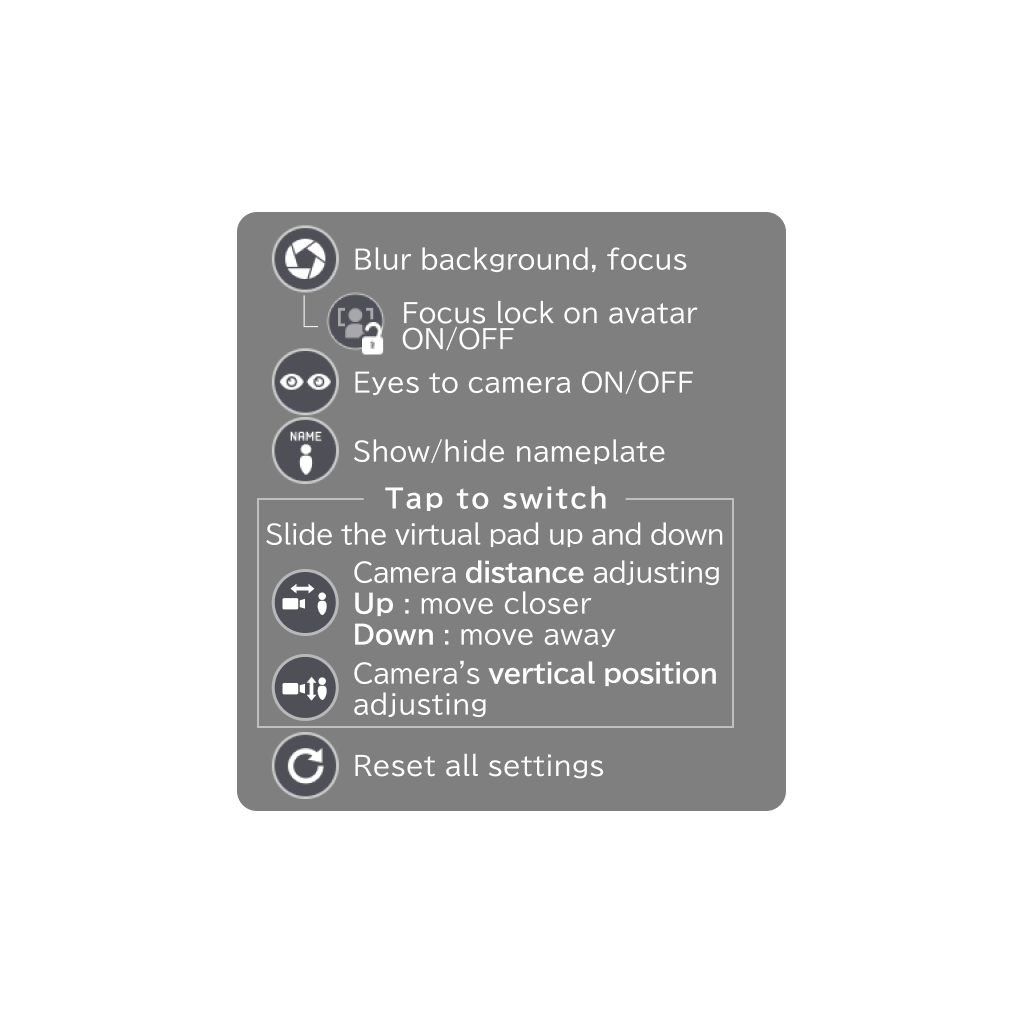 Blur background, focus
Focus lock on avatar
ON/OFF
Eyes to camera ON/OFF
NAME
Show/hide nameplate
Tap to switch
Slide the virtual pad up and down
Camera distance adjusting
Up : move closer
Down : move away
Camera’s vertical position
adjusting
Reset all settings